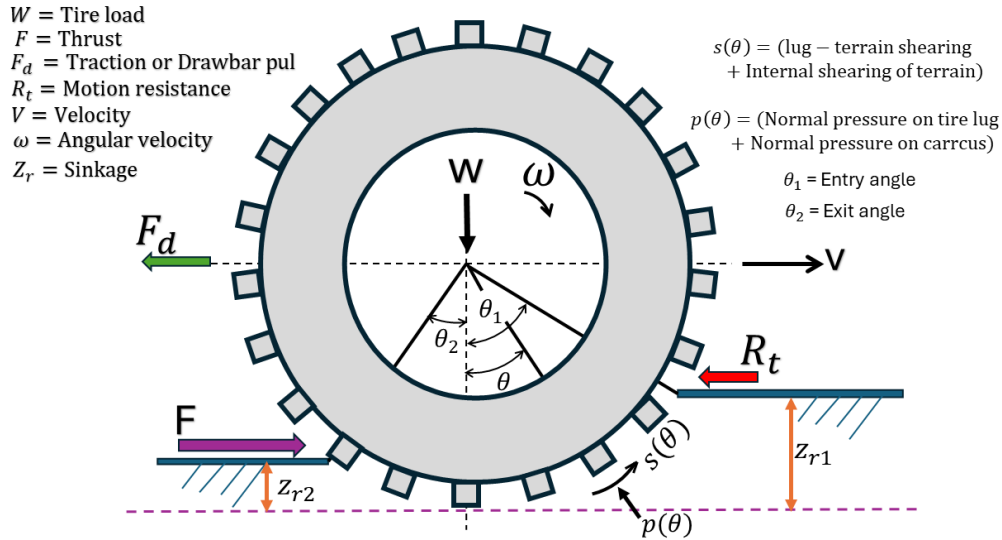 W = Tire load
F = Thrust
F_d = Traction or Drawbar pul
R_t = Motion resistance
V = Velocity
ω = Angular velocity
Z_r = Sinkage
s(θ) = (lug − terrain shearing
+ Internal shearing of terrain)
p(θ) = (Normal pressure on tire lug
+ Normal pressure on carrcus)
θ_1 = Entry angle
θ_2 = Exit angle
W
ω
F_d
V
θ_1
θ_2
θ
R_t
F
s(θ)
z_r1
z_r2
p(θ)